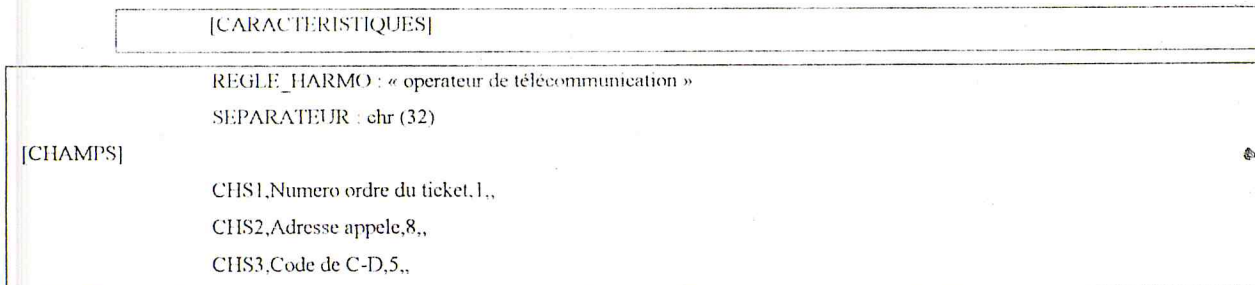 [CARACTERISTIQUES]
REGLE_HARMO : « operateur de télécommunication »
SEPARATEUR : chr (32)
[CHAMPS]
CHS1,Numero ordre du ticket,1,,
CHS2,Adresse appele,8,,
CHS3,Code de C-D,5,,